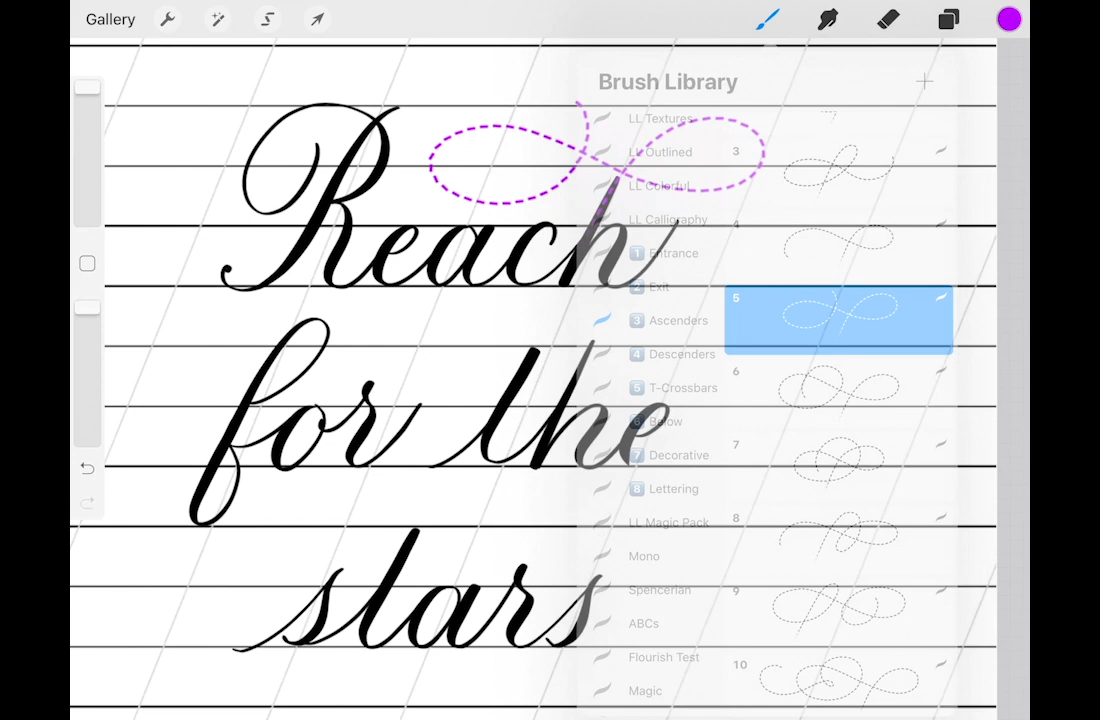 Gallery
Brush Library
LL Textures
LL Outlined
LL Colorful
LL Calligraphy
1 Entrance
2 Exit
3 Ascenders
4 Descenders
5 T-Crossbars
6 Below
7 Decorative
8 Lettering
LL Magic Pack
Mono
Spencerian
ABCs
Flourish Test
Magic
3
4
5
6
7
8
9
10
Reach
for the
stars